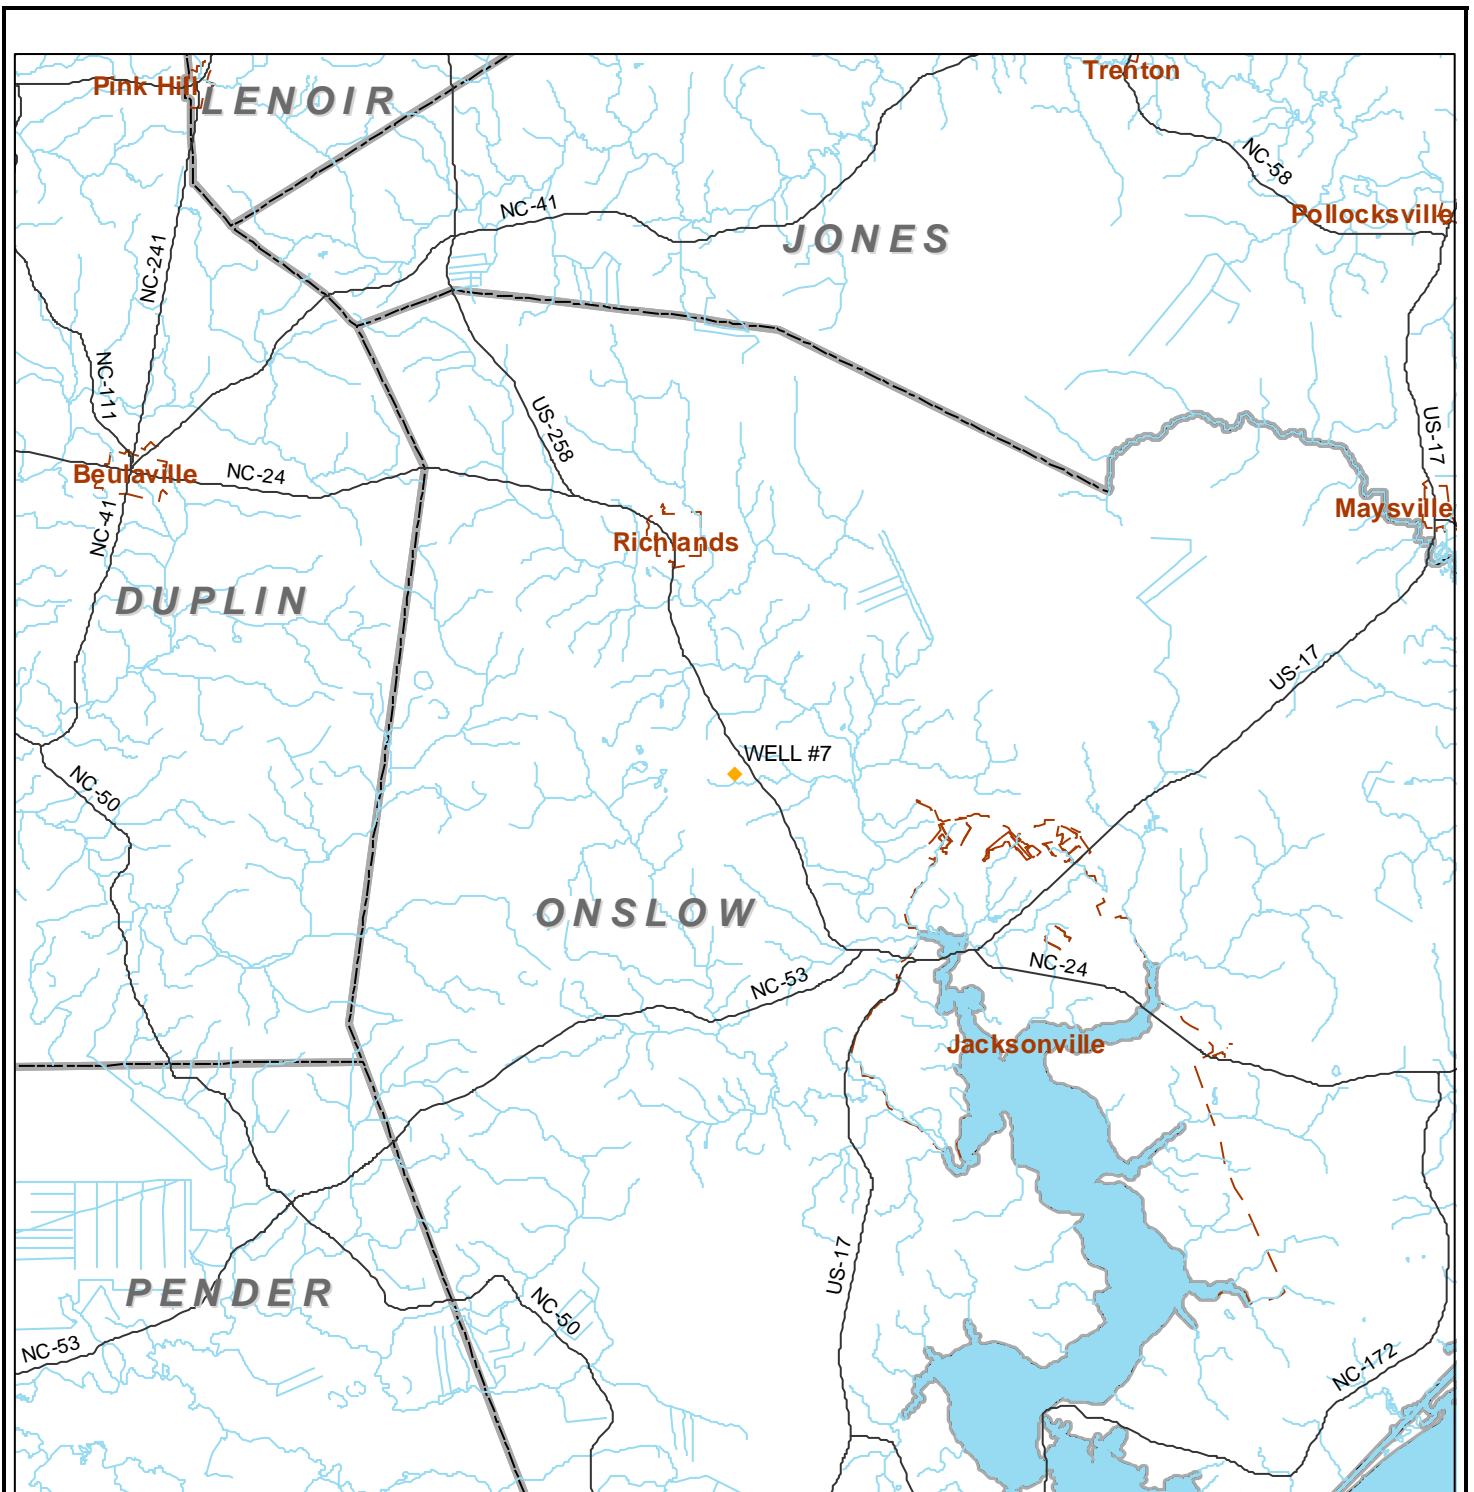 Pink Hill
LENOIR
Trenton
NC-58
Pollocksville
NC-41
JONES
NC-241
NC-111
US-258
US-17
Beulaville
NC-24
Maysville
NC-41
Richlands
DUPLIN
US-17
WELL #7
NC-50
ONSLOW
NC-53
NC-24
Jacksonville
US-17
PENDER
NC-50
NC-53
NC-172